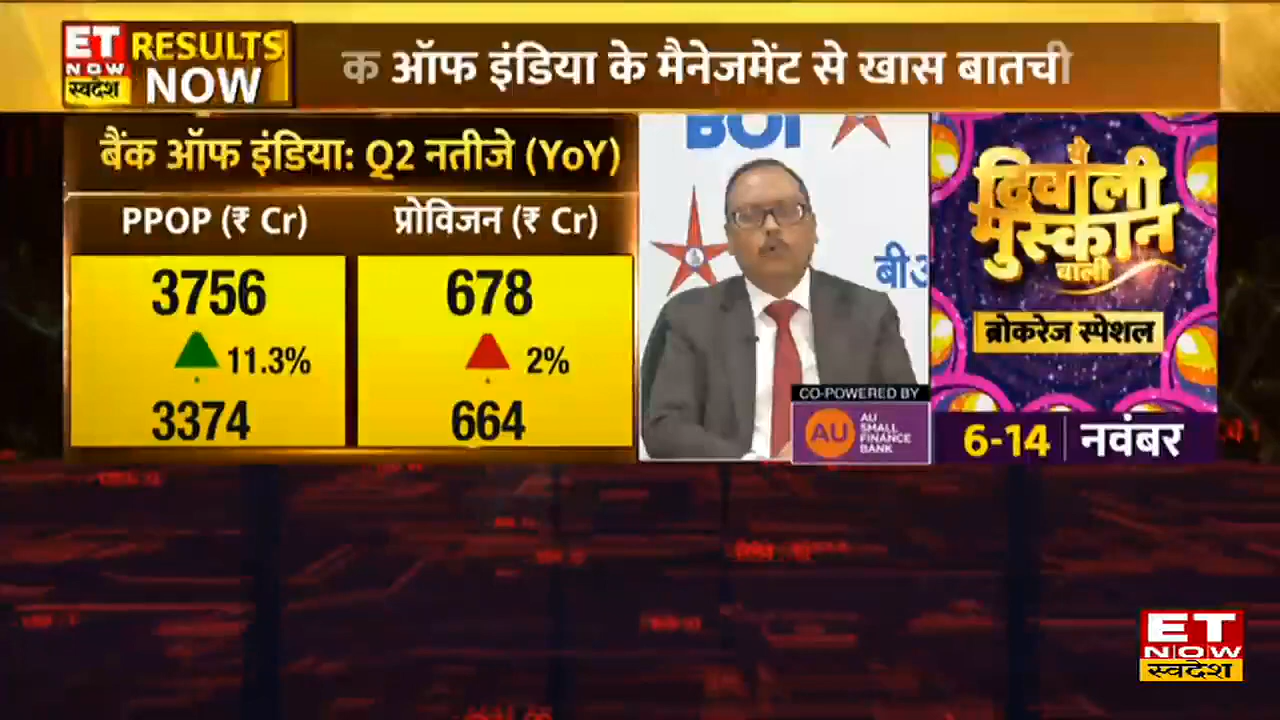 ET
NOW
स्वदेश
RESULTS
NOW
क ऑफ इंडिया के मैनेजमेंट से खास बातची
बैंक ऑफ इंडिया: Q2 नतीजे (YoY)
PPOP (₹ Cr)
प्रोविजन (₹ Cr)
3756
678
11.3%
2%
3374
664
BOI
बीओ
CO-POWERED BY
AU
AU
SMALL
FINANCE
BANK
ये
दिवाली
मुस्कान
वाली
ब्रोकरेज स्पेशल
6-14
नवंबर
ET
NOW
स्वदेश